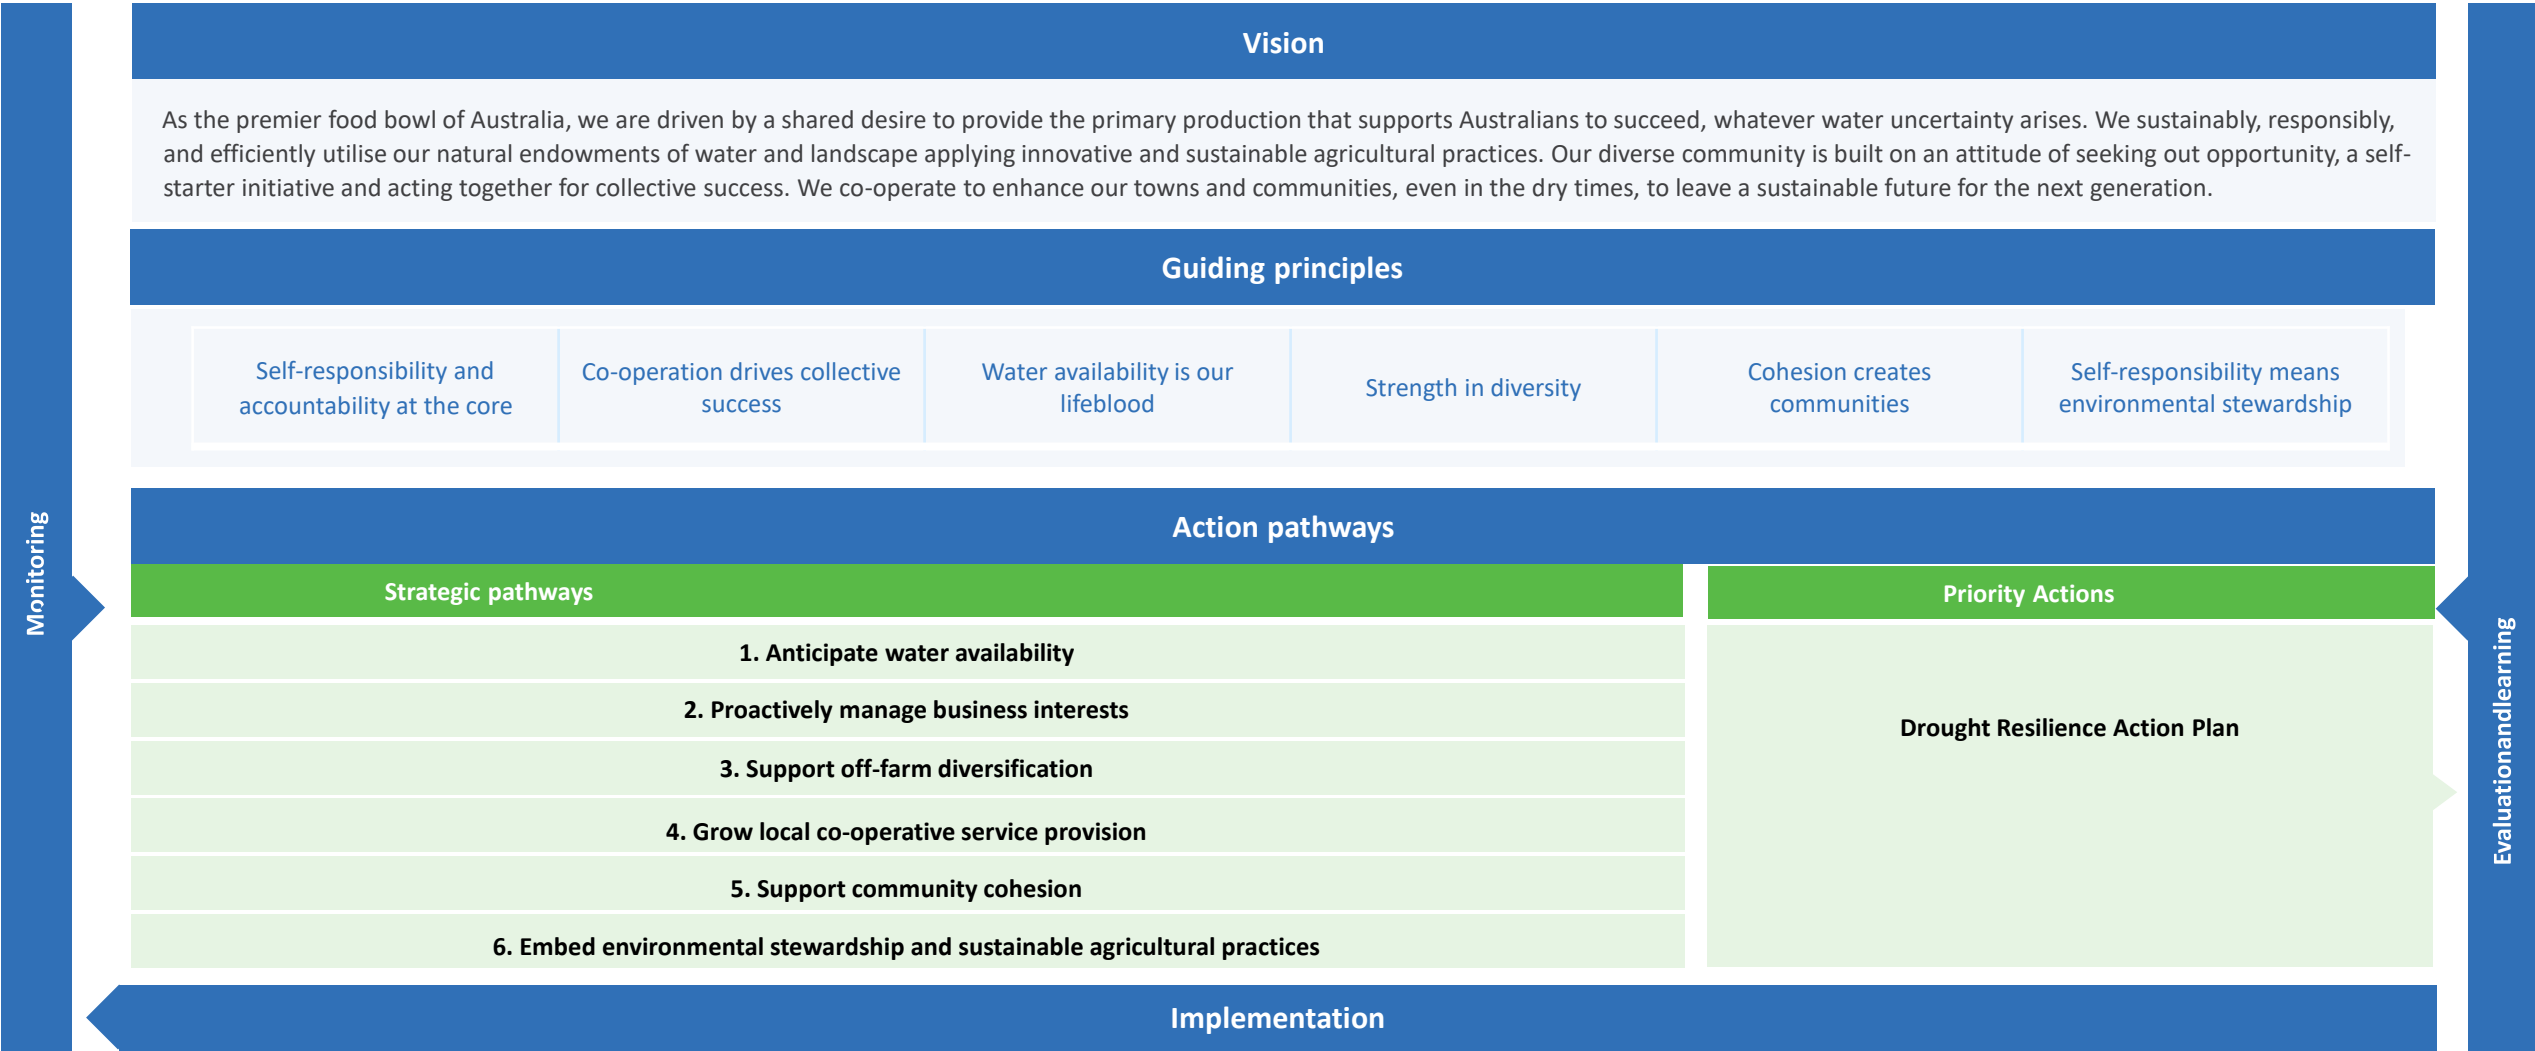 Vision
As the premier food bowl of Australia, we are driven by a shared desire to provide the primary production that supports Australians to succeed, whatever water uncertainty arises. We sustainably, responsibly,
and efficiently utilise our natural endowments of water and landscape applying innovative and sustainable agricultural practices. Our diverse community is built on an attitude of seeking out opportunity, a self-
starter initiative and acting together for collective success. We co-operate to enhance our towns and communities, even in the dry times, to leave a sustainable future for the next generation.
Guiding principles
Self-responsibility and
accountability at the core
Co-operation drives collective
success
Water availability is our
lifeblood
Strength in diversity
Cohesion creates
communities
Self-responsibility means
environmental stewardship
Monitoring
Action pathways
Strategic pathways
1. Anticipate water availability
2. Proactively manage business interests
3. Support off-farm diversification
4. Grow local co-operative service provision
5. Support community cohesion
6. Embed environmental stewardship and sustainable agricultural practices
Priority Actions
Drought Resilience Action Plan
Evaluationandlearning
Implementation